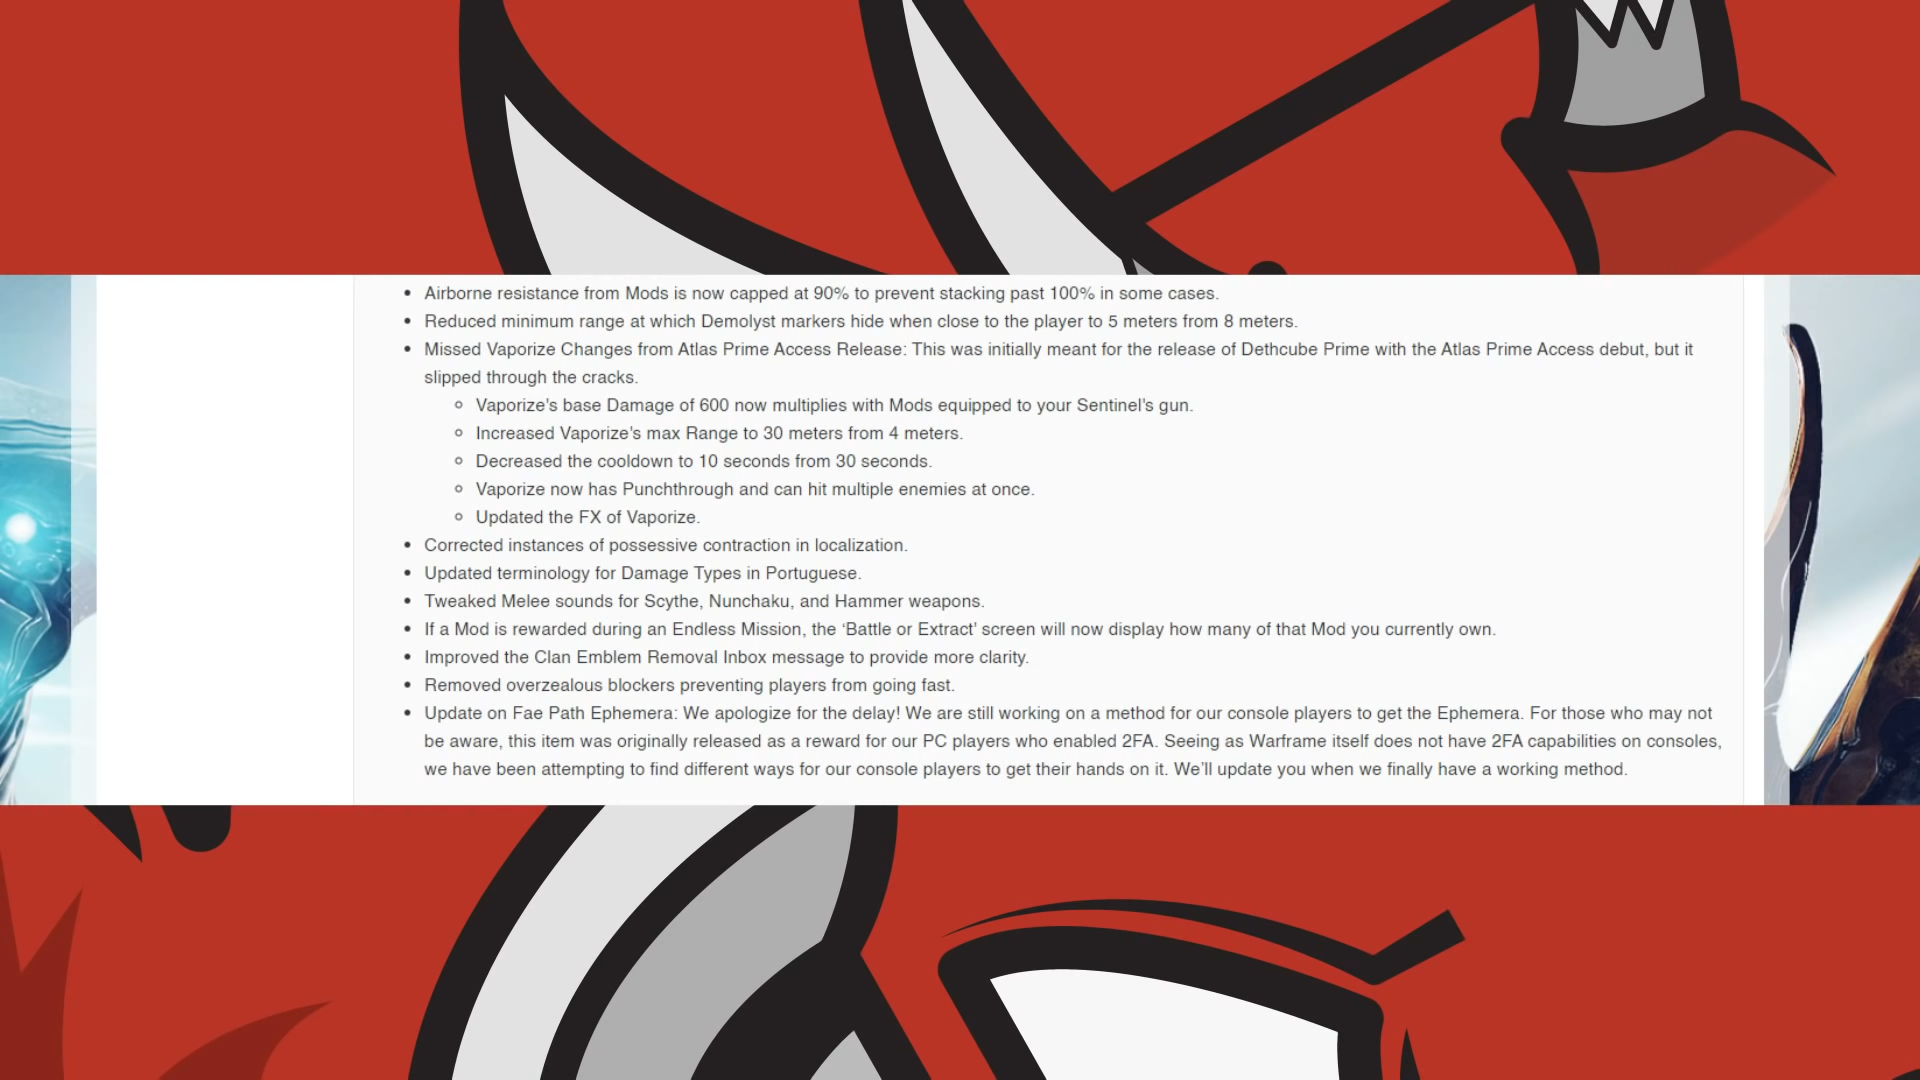 • Airborne resistance from Mods is now capped at 90% to prevent stacking past 100% in some cases.
• Reduced minimum range at which Demolyst markers hide when close to the player to 5 meters from 8 meters.
• Missed Vaporize Changes from Atlas Prime Access Release: This was initially meant for the release of Dethcube Prime with the Atlas Prime Access debut, but it
slipped through the cracks.
◦ Vaporize's base Damage of 600 now multiplies with Mods equipped to your Sentinel's gun.
◦ Increased Vaporize's max Range to 30 meters from 4 meters.
◦ Decreased the cooldown to 10 seconds from 30 seconds.
◦ Vaporize now has Punchthrough and can hit multiple enemies at once.
◦ Updated the FX of Vaporize.
• Corrected instances of possessive contraction in localization.
• Updated terminology for Damage Types in Portuguese.
• Tweaked Melee sounds for Scythe, Nunchaku, and Hammer weapons.
• If a Mod is rewarded during an Endless Mission, the ‘Battle or Extract’ screen will now display how many of that Mod you currently own.
• Improved the Clan Emblem Removal Inbox message to provide more clarity.
• Removed overzealous blockers preventing players from going fast.
• Update on Fae Path Ephemera: We apologize for the delay! We are still working on a method for our console players to get the Ephemera. For those who may not
be aware, this item was originally released as a reward for our PC players who enabled 2FA. Seeing as Warframe itself does not have 2FA capabilities on consoles,
we have been attempting to find different ways for our console players to get their hands on it. We’ll update you when we finally have a working method.